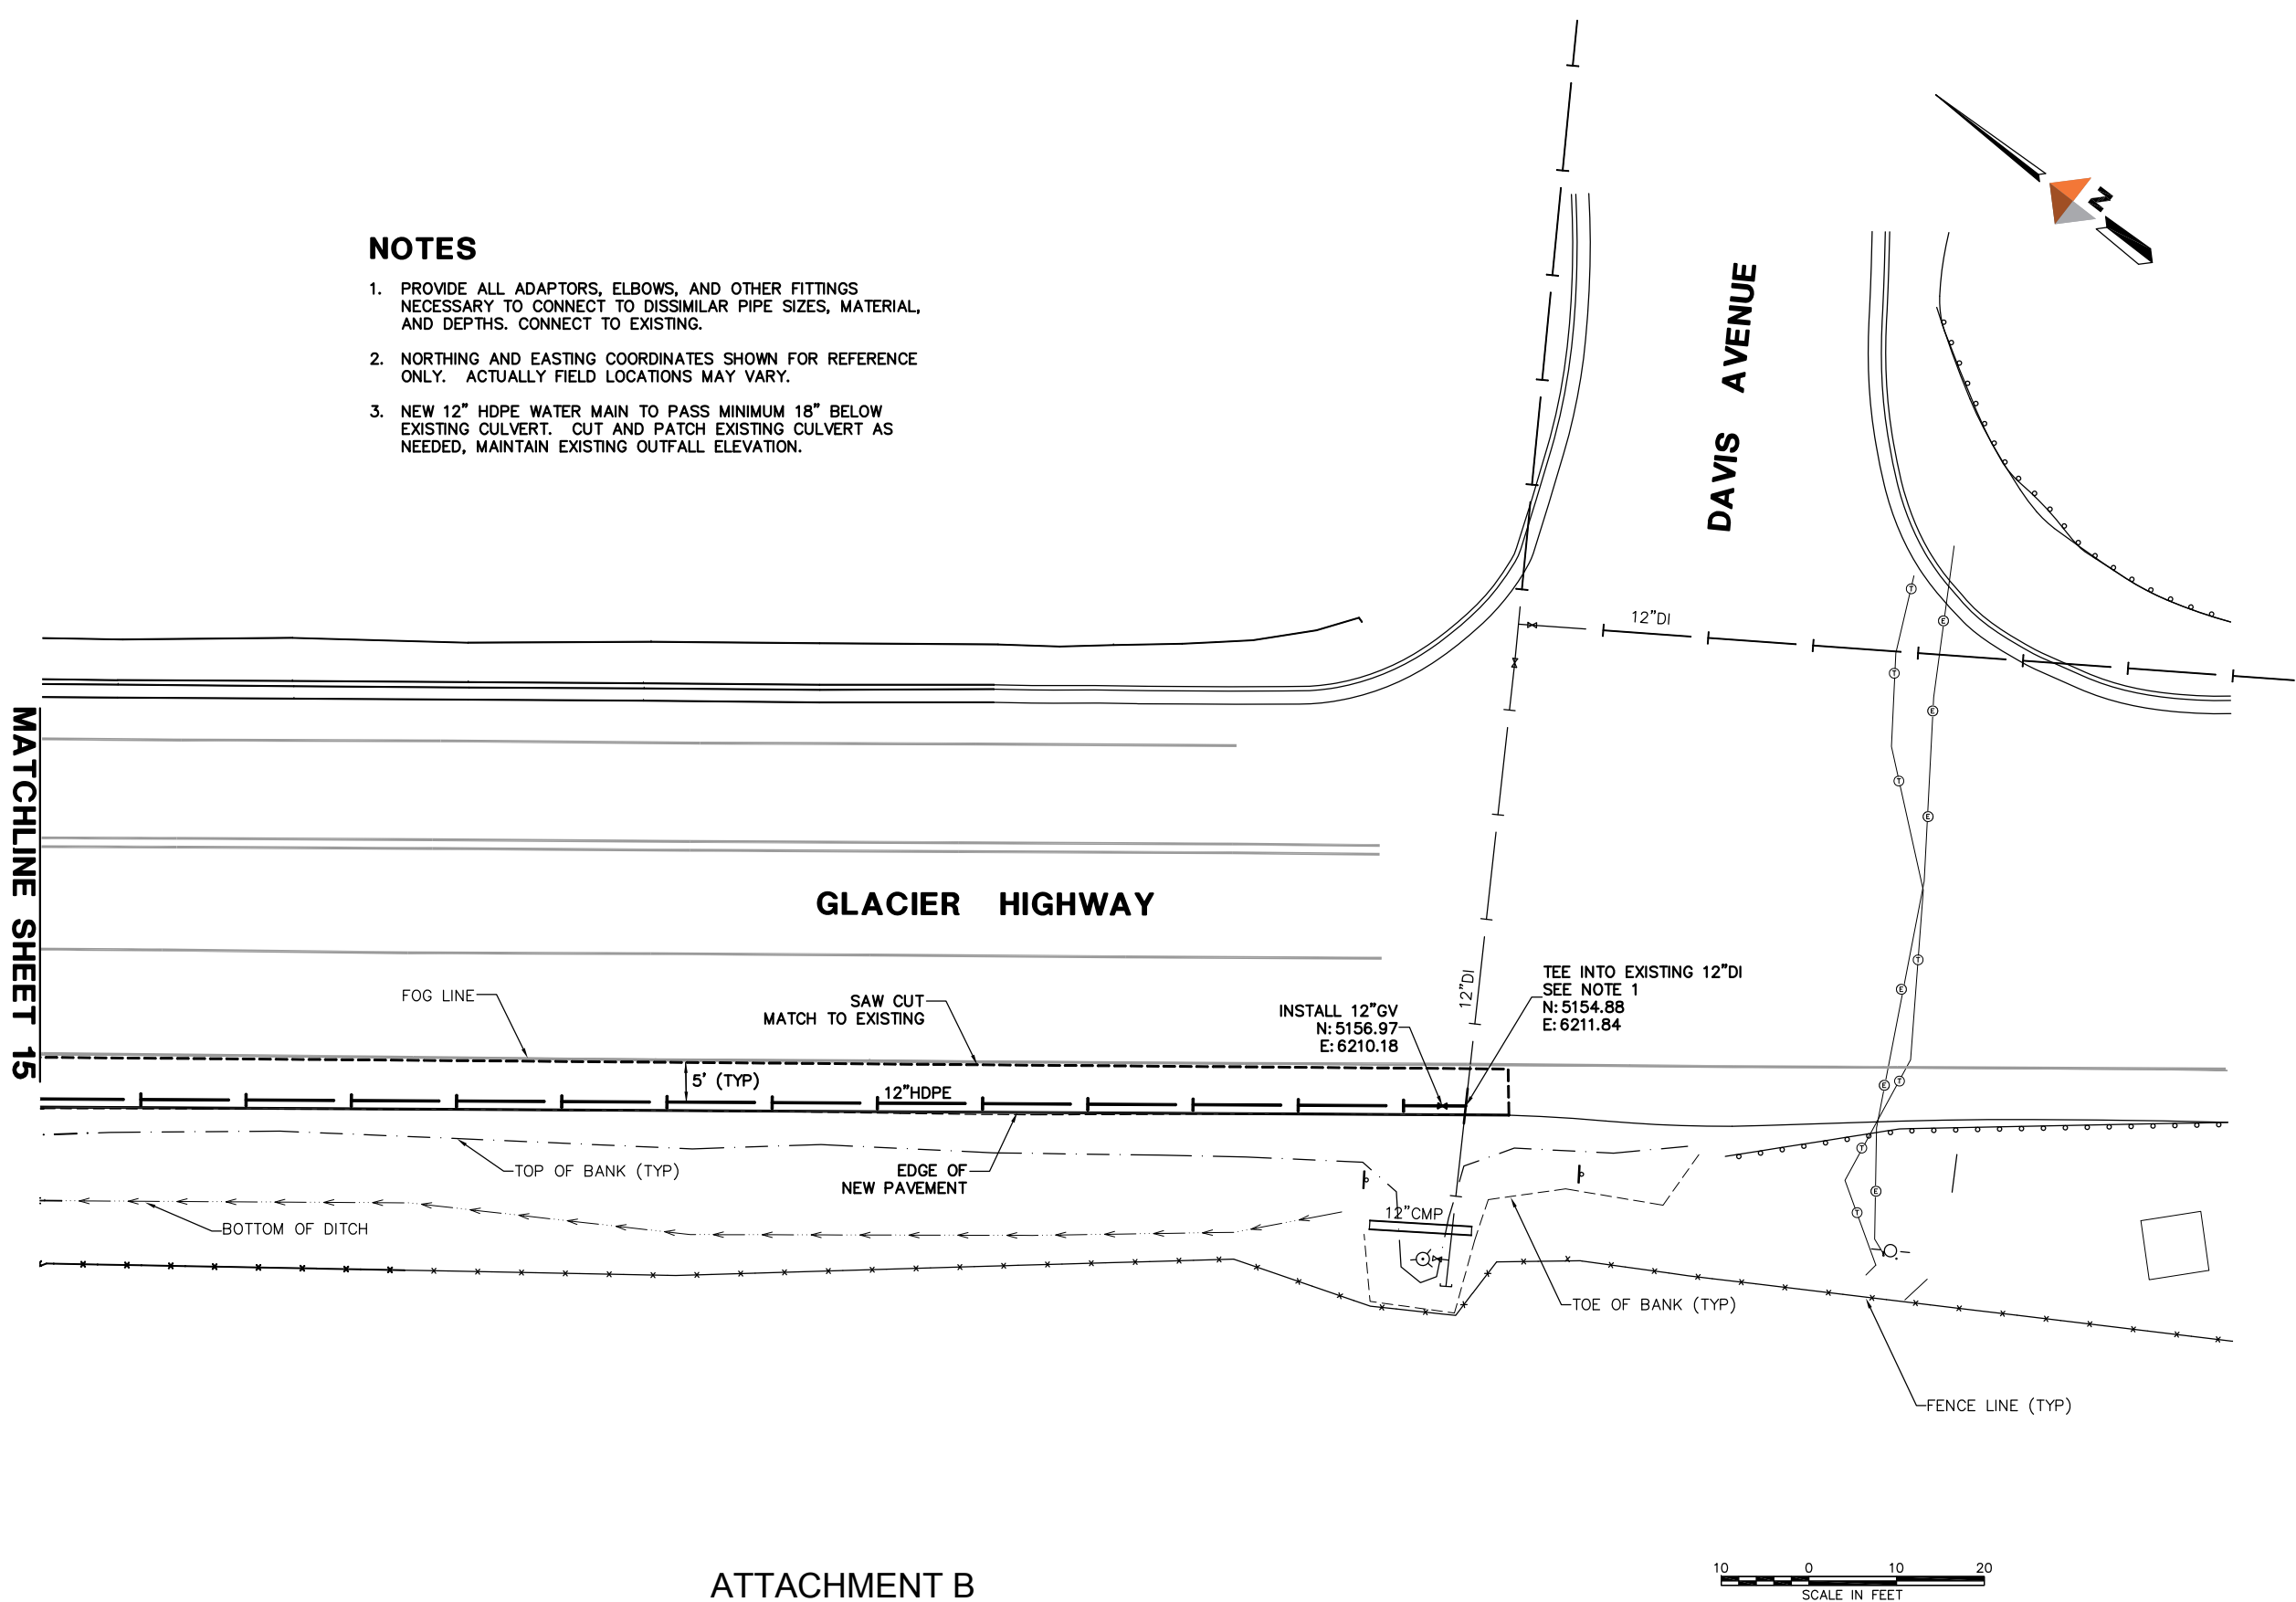 NOTES
1. PROVIDE ALL ADAPTORS, ELBOWS, AND OTHER FITTINGS
NECESSARY TO CONNECT TO DISSIMILAR PIPE SIZES, MATERIAL,
AND DEPTHS. CONNECT TO EXISTING.
2. NORTHING AND EASTING COORDINATES SHOWN FOR REFERENCE
ONLY. ACTUALLY FIELD LOCATIONS MAY VARY.
3. NEW 12" HDPE WATER MAIN TO PASS MINIMUM 18" BELOW
EXISTING CULVERT. CUT AND PATCH EXISTING CULVERT AS
NEEDED, MAINTAIN EXISTING OUTFALL ELEVATION.
N
DAVIS AVENUE
12"DI
T
E
T
E
T
E
MATCHLINE SHEET 15
GLACIER HIGHWAY
FOG LINE
SAW CUT
MATCH TO EXISTING
INSTALL 12"GV
N: 5156.97
E: 6210.18
12"DI
TEE INTO EXISTING 12"DI
SEE NOTE 1
N: 5154.88
E: 6211.84
T
E
E
T
5' (TYP)
12"HDPE
TOP OF BANK (TYP)
EDGE OF
NEW PAVEMENT
BOTTOM OF DITCH
12"CMP
T
E
T
TOE OF BANK (TYP)
FENCE LINE (TYP)
ATTACHMENT B
10 0 10 20
SCALE IN FEET